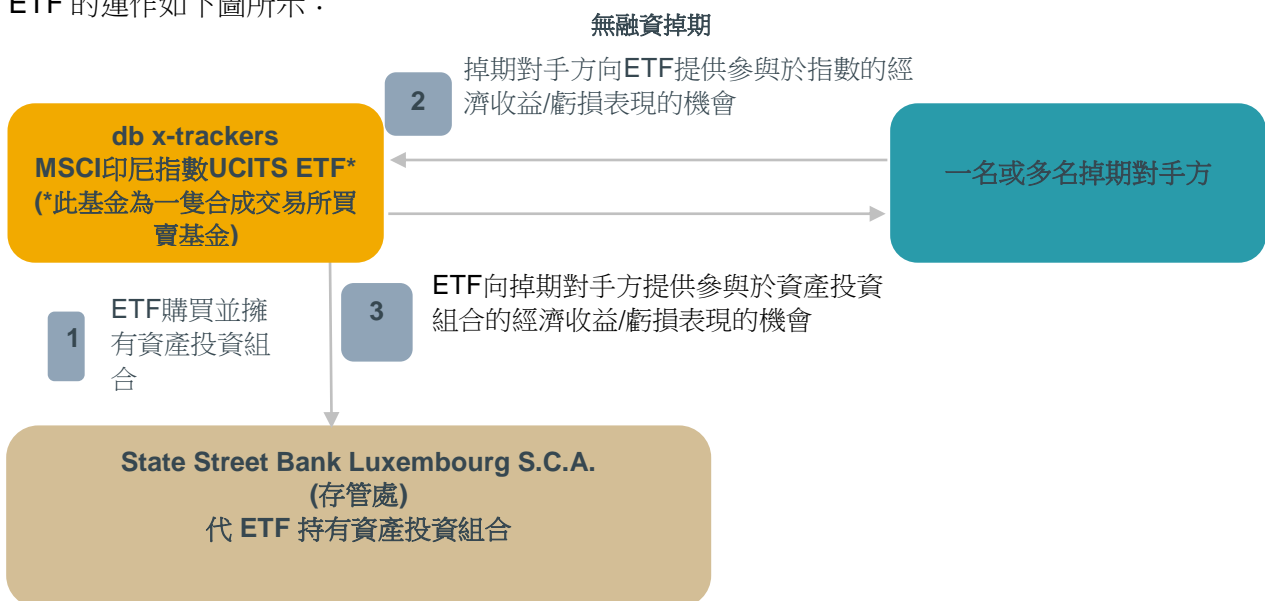 ETF 的運作如下圖所示：
無融資掉期
2
掉期對手方向ETF提供參與於指數的經
濟收益/虧損表現的機會
db x-trackers
MSCI印尼指數UCITS ETF*
(*此基金為一隻合成交易所買
賣基金)
一名或多名掉期對手方
1
ETF購買並擁
有資產投資組
合
3
ETF向掉期對手方提供參與於資產投資
組合的經濟收益/虧損表現的機會
State Street Bank Luxembourg S.C.A.
(存管處)
代 ETF 持有資產投資組合